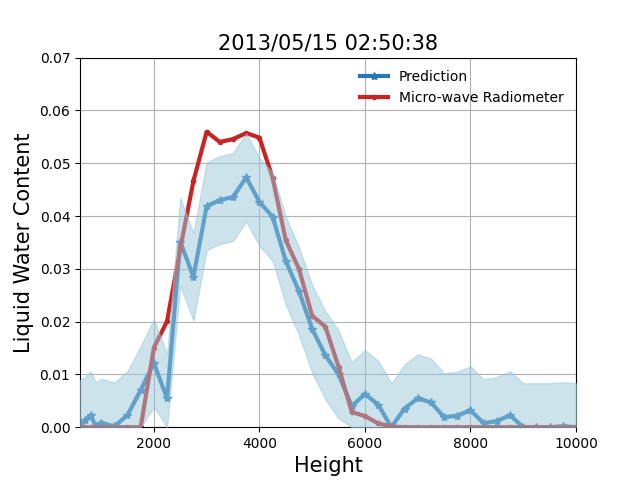 2013/05/15 02:50:38
0.07
0.06
0.05
0.04
0.03
0.02
0.01
0.00
Liquid Water Content
Prediction
Micro-wave Radiometer
2000 4000 6000 8000 10000
Height